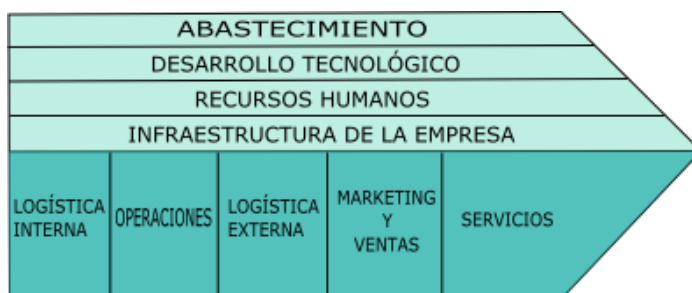 ABASTECIMIENTO
DESARROLLO TECNOLÓGICO
RECURSOS HUMANOS
INFRAESTRUCTURA DE LA EMPRESA
LOGÍSTICA
INTERNA
OPERACIONES
LOGÍSTICA
EXTERNA
MARKETING
Y
VENTAS
SERVICIOS